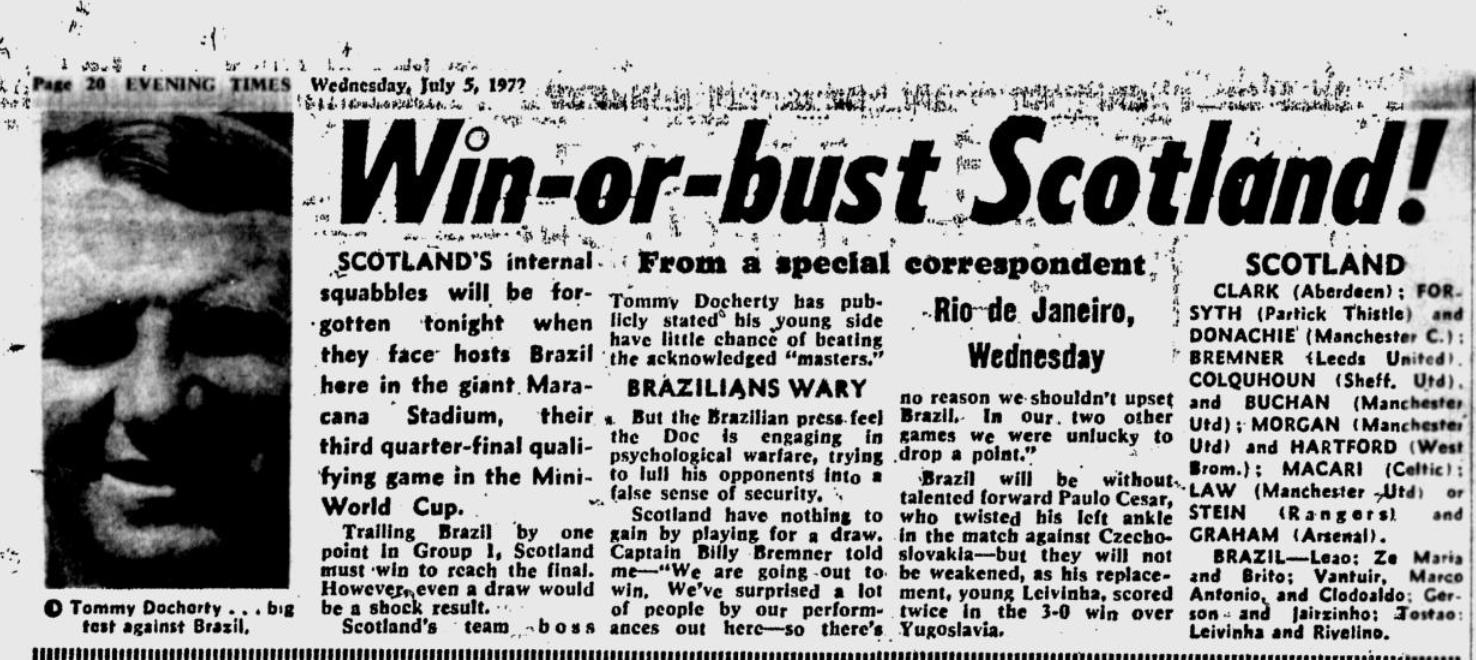 Page 20 EVENING TIMES Wednesday, July 5, 1972
Win-or-bust Scotland!
Tommy Docherty . . . big
test against Brazil.
SCOTLAND'S internal
squabbles will be for-
gotten tonight when
they face hosts Brazil
here in the giant Mara-
cana Stadium, their
third quarter-final quali-
fying game in the Mini-
World Cup.
Trailing Brazil by one
point in Group 1, Scotland
must win to reach the final.
However, even a draw would
be a shock result.
Scotland's team boss
From a special correspondent
Tommy Docherty has pub-
licly stated his young side
have little chance of beating
the acknowledged "masters."
BRAZILIANS WARY
But the Brazilian press feel
the Doc is engaging in
psychological warfare, trying
to lull his opponents into a
false sense of security.
Scotland have nothing to
gain by playing for a draw.
Captain Billy Bremner told
me—"We are going out to
win. We've surprised a lot
of people by our perform-
ances out here—so there's
Rio de Janeiro,
Wednesday
no reason we shouldn't upset
Brazil. In our two other
games we were unlucky to
drop a point."
Brazil will be without
talented forward Paulo Cesar,
who twisted his left ankle
in the match against Czecho-
slovakia—but they will not
be weakened, as his replace-
ment, young Leivinha, scored
twice in the 3-0 win over
Yugoslavia.
SCOTLAND
CLARK (Aberdeen); FOR-
SYTH (Partick Thistle) and
DONACHIE (Manchester C.);
BREMNER (Leeds United),
COLQUHOUN (Sheff. Utd),
and BUCHAN (Manchester
Utd); MORGAN (Manchester
Utd) and HARTFORD (West
Brom.); MACARI (Celtic);
LAW (Manchester Utd) or
STEIN (Rangers) and
GRAHAM (Arsenal).
BRAZIL—Leao; Ze Maria
and Brito; Vantuir, Marco
Antonio, and Clodoaldo; Ger-
son and Jairzinho; Tostao;
Leivinha and Rivelino.